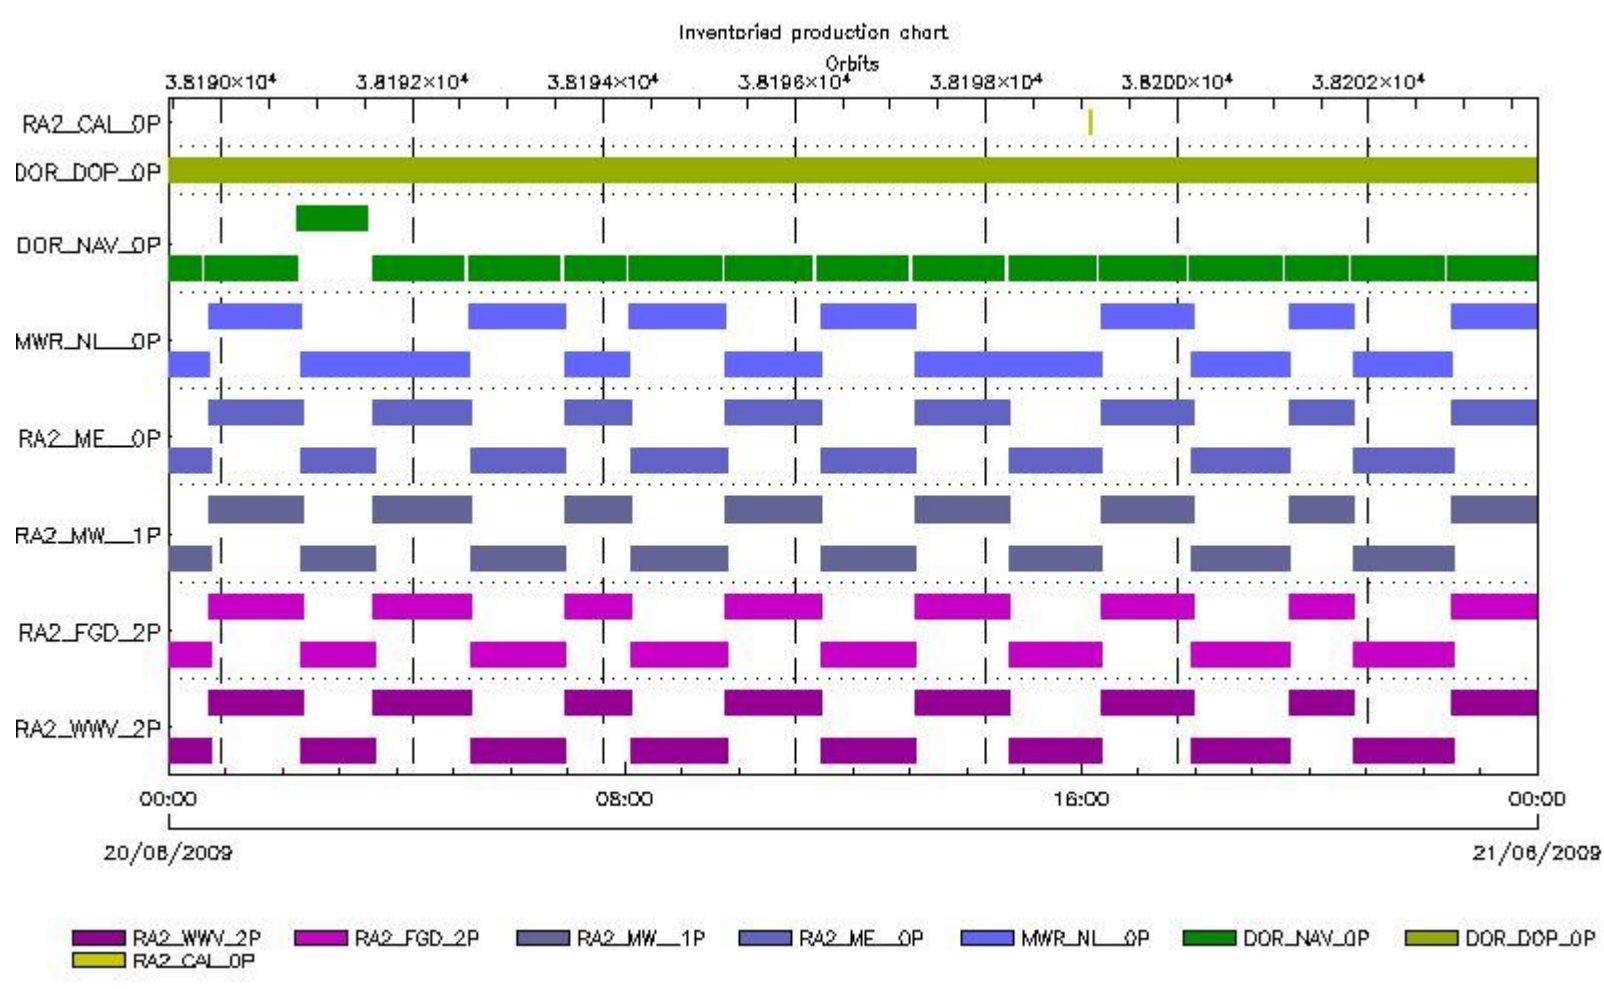 Inventoried production chart
Orbits
3.8190×10⁴ 3.8192×10⁴ 3.8194×10⁴ 3.8196×10⁴ 3.8198×10⁴ 3.8200×10⁴ 3.8202×10⁴
RA2_CAL_0P
DOR_DOP_0P
DOR_NAV_0P
MWR_NL__0P
RA2_ME__0P
RA2_MW__1P
RA2_FGD_2P
RA2_WWV_2P
00:00 08:00 16:00 00:00
20/06/2009 21/06/2009
RA2_WWV_2P RA2_FGD_2P RA2_MW__1P RA2_ME__0P MWR_NL__0P DOR_NAV_0P DOR_DOP_0P
RA2_CAL_0P